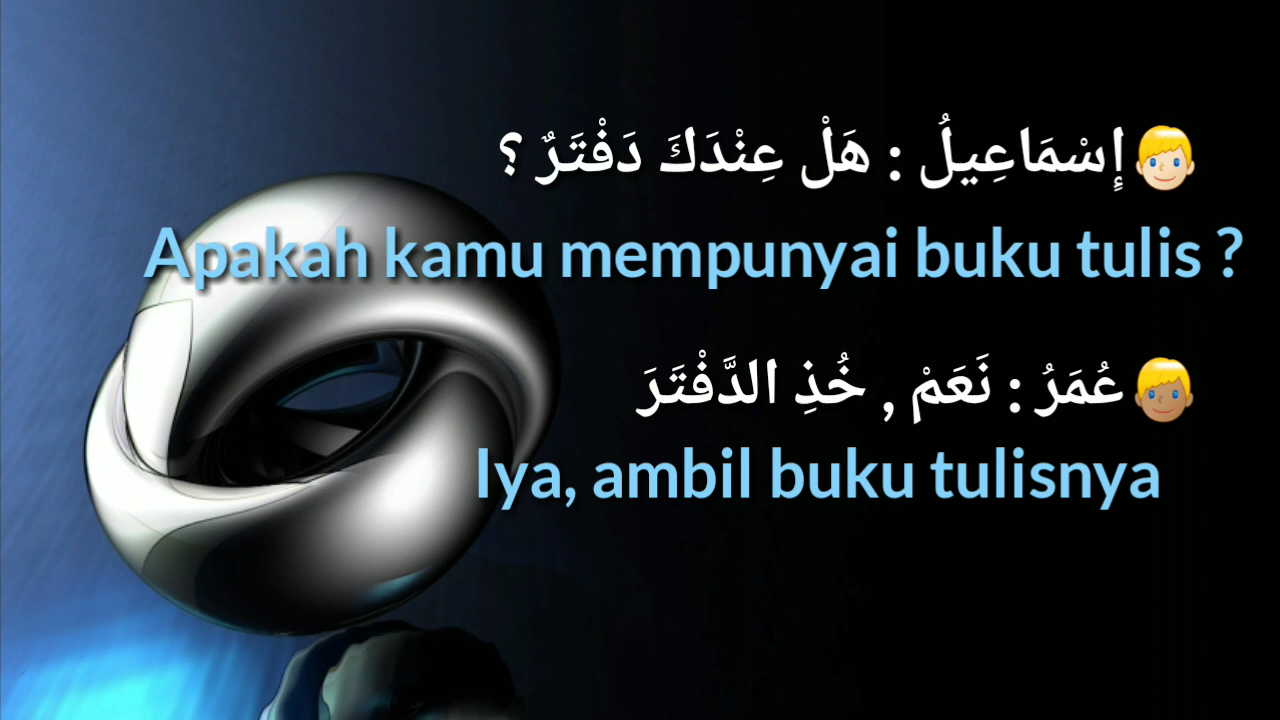 إِسْمَاعِيلُ : هَلْ عِنْدَكَ دَفْتَرٌ ؟
Apakah kamu mempunyai buku tulis ?
عُمَرُ : نَعَمْ , خُذِ الدَّفْتَرَ
Iya, ambil buku tulisnya